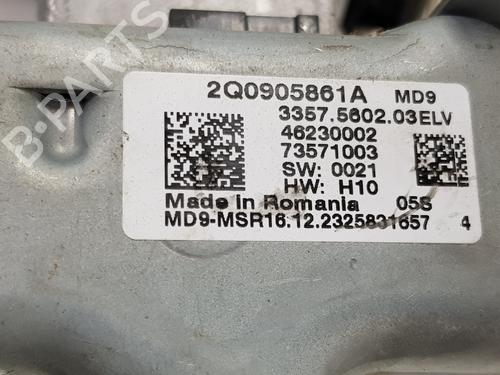 2Q0905861A MD9
3357.5602.03ELV
46230002
73571003
SW: 0021
HW: H10
Made in Romania 05S
MD9-MSR16.12.2325831657 4